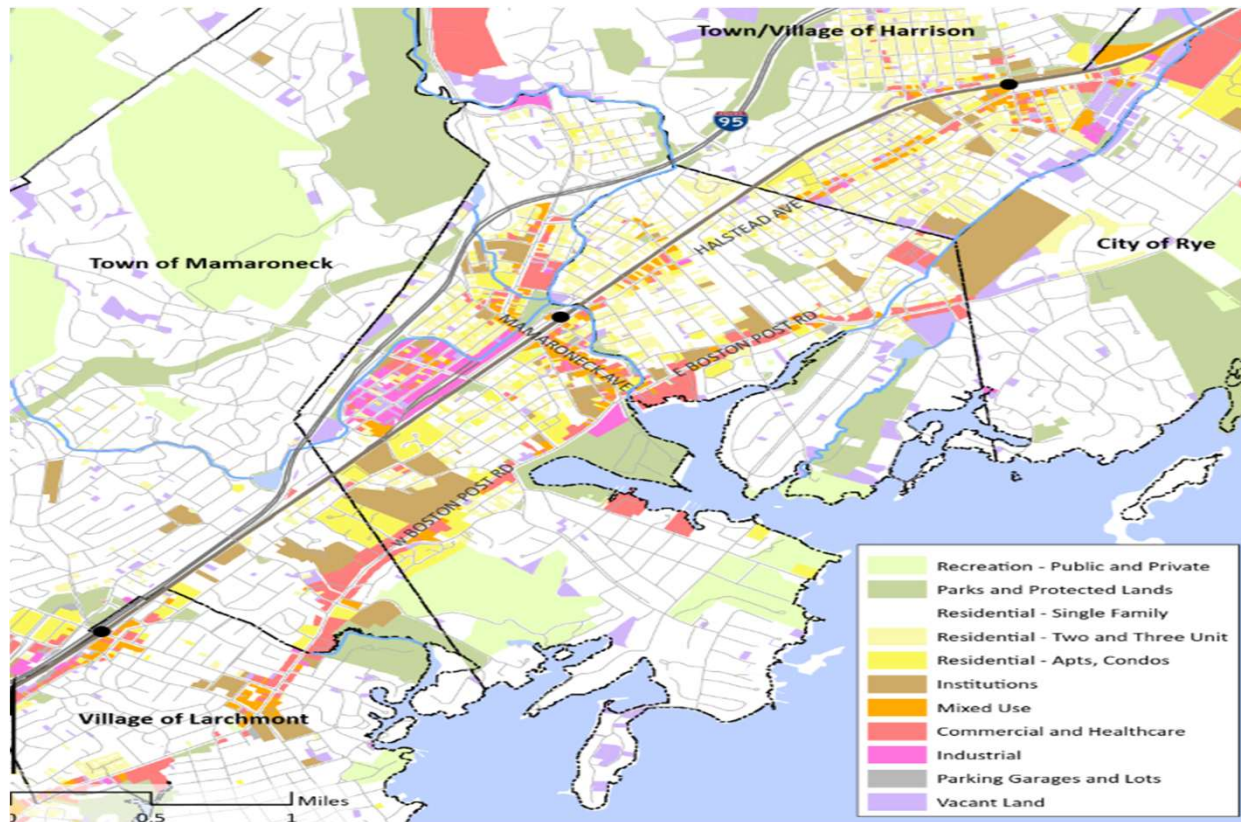 Town/Village of Harrison
95
City of Rye
Town of Mamaroneck
HALSTEAD AVE
MAMARONECK AVE
E BOSTON POST RD
W BOSTON POST RD
Village of Larchmont
Miles
0 0.5 1
Recreation - Public and Private
Parks and Protected Lands
Residential - Single Family
Residential - Two and Three Unit
Residential - Apts, Condos
Institutions
Mixed Use
Commercial and Healthcare
Industrial
Parking Garages and Lots
Vacant Land